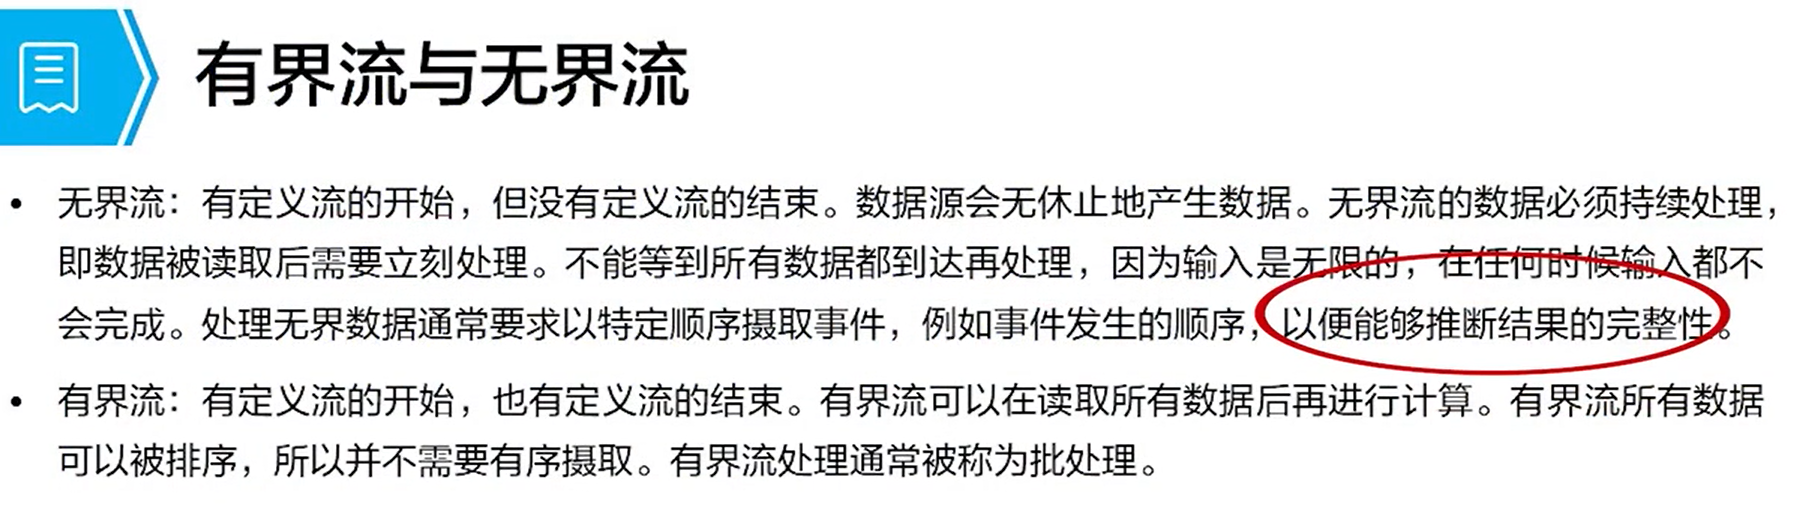 有界流与无界流
• 无界流：有定义流的开始，但没有定义流的结束。数据源会无休止地产生数据。无界流的数据必须持续处理，
即数据被读取后需要立刻处理。不能等到所有数据都到达再处理，因为输入是无限的，在任何时候输入都不
会完成。处理无界数据通常要求以特定顺序摄取事件，例如事件发生的顺序，以便能够推断结果的完整性。
• 有界流：有定义流的开始，也有定义流的结束。有界流可以在读取所有数据后再进行计算。有界流所有数据
可以被排序，所以并不需要有序摄取。有界流处理通常被称为批处理。